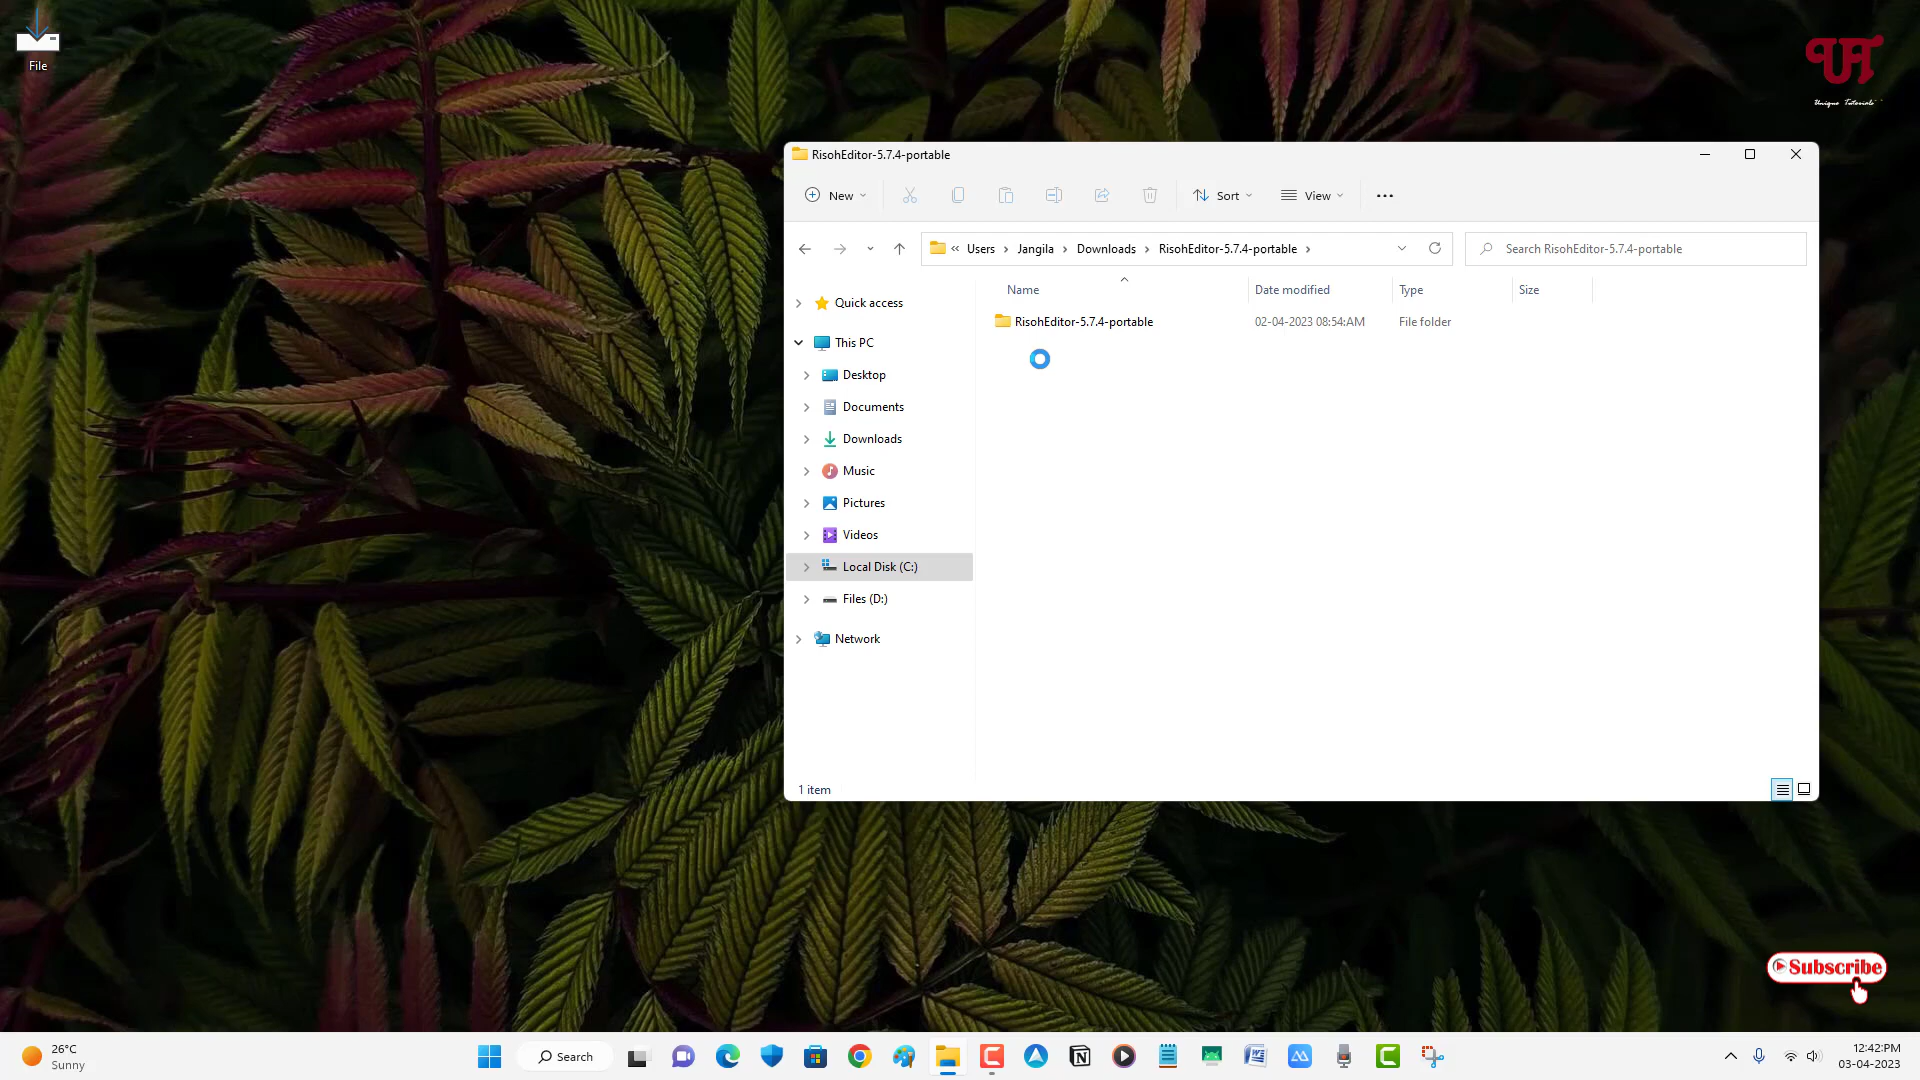 File
UA
Unique Tutorials
RisohEditor-5.7.4-portable
New
Sort
View
Users
Jangila
Downloads
RisohEditor-5.7.4-portable
Search RisohEditor-5.7.4-portable
Name
Date modified
Type
Size
RisohEditor-5.7.4-portable
02-04-2023 08:54:AM
File folder
Quick access
This PC
Desktop
Documents
Downloads
Music
Pictures
Videos
Local Disk (C:)
Files (D:)
Network
1 item
Subscribe
26°C
Sunny
Search
12:42:PM
03-04-2023